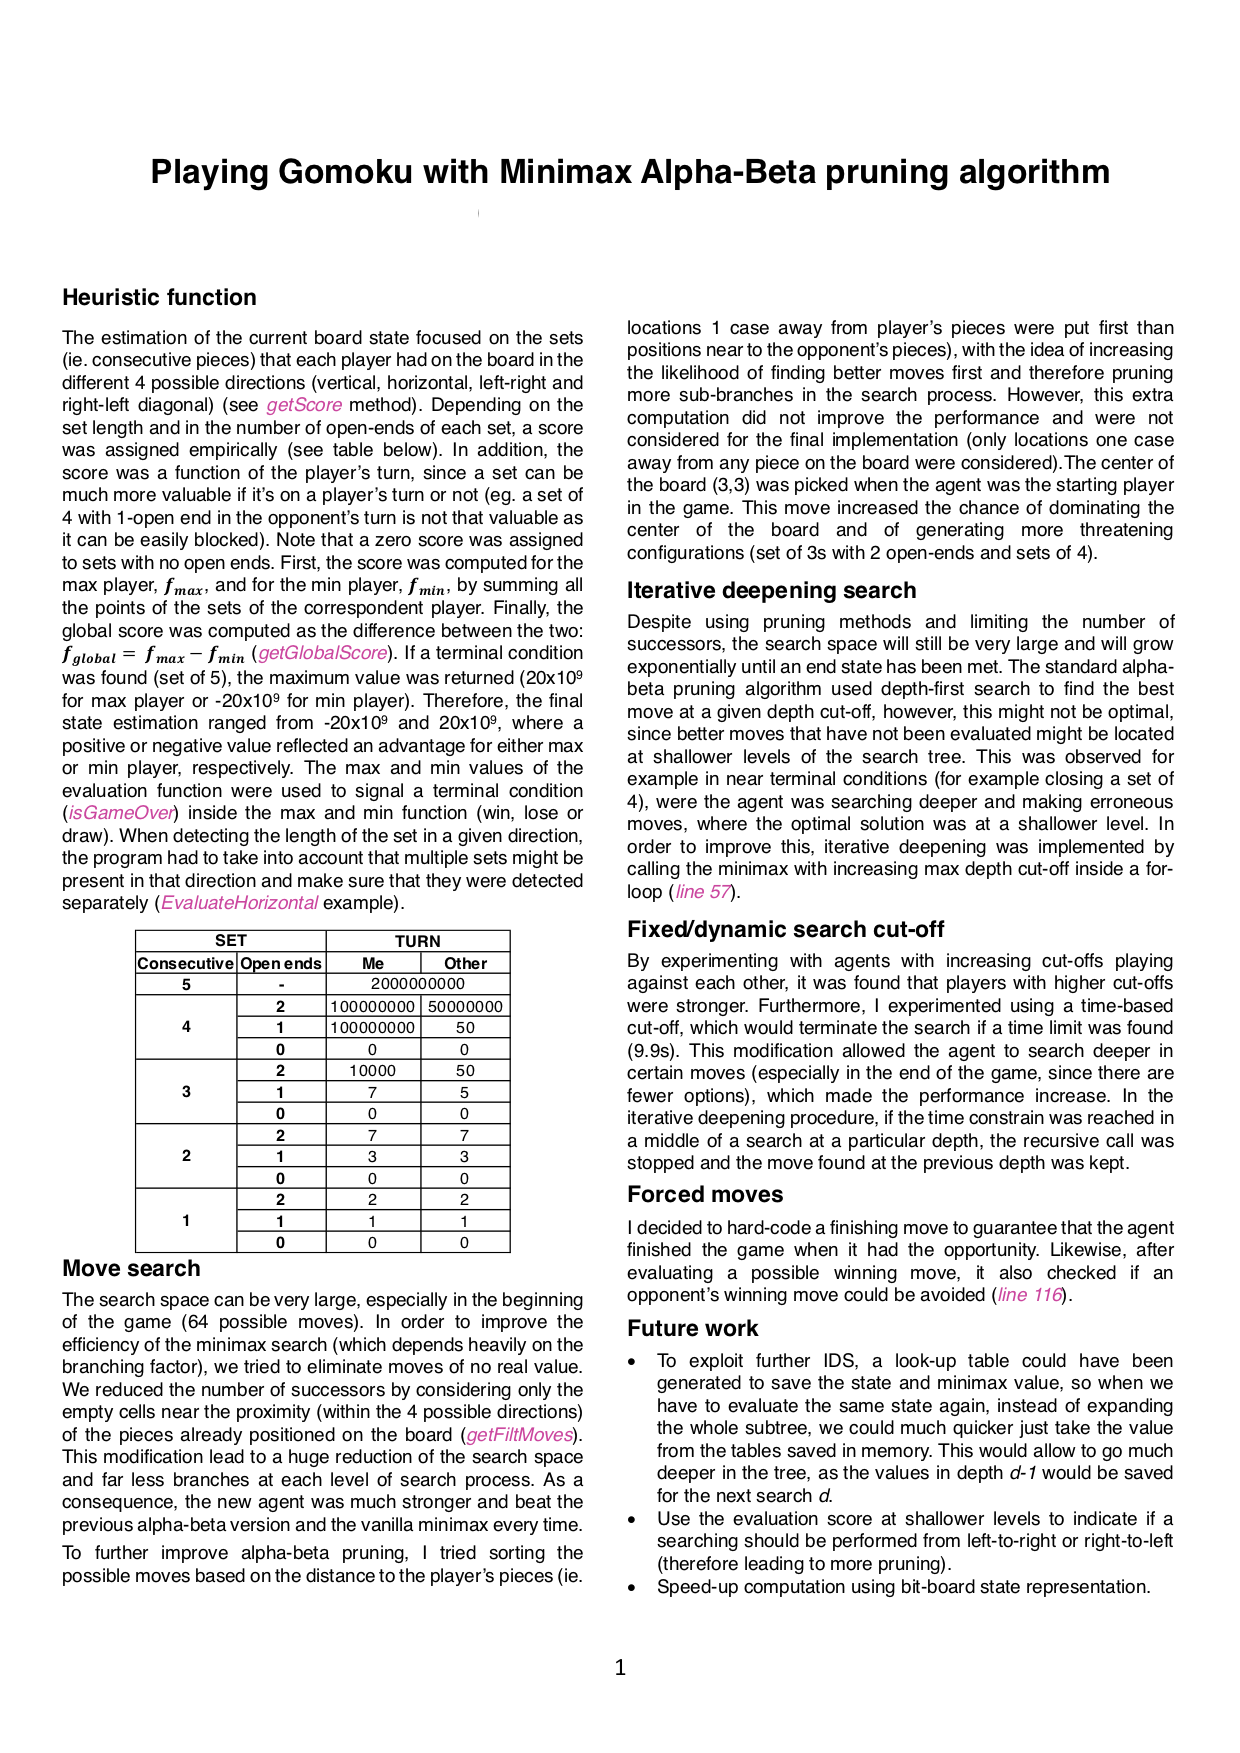 Playing Gomoku with Minimax Alpha-Beta pruning algorithm
Heuristic function
The estimation of the current board state focused on the sets
(ie. consecutive pieces) that each player had on the board in the
different 4 possible directions (vertical, horizontal, left-right and
right-left diagonal) (see getScore method). Depending on the
set length and in the number of open-ends of each set, a score
was assigned empirically (see table below). In addition, the
score was a function of the player's turn, since a set can be
much more valuable if it's on a player's turn or not (eg. a set of
4 with 1-open end in the opponent's turn is not that valuable as
it can be easily blocked). Note that a zero score was assigned
to sets with no open ends. First, the score was computed for the
max player, f_max, and for the min player, f_min, by summing all
the points of the sets of the correspondent player. Finally, the
global score was computed as the difference between the two:
f_global = f_max − f_min (getGlobalScore). If a terminal condition
was found (set of 5), the maximum value was returned (20x10⁹
for max player or -20x10⁹ for min player). Therefore, the final
state estimation ranged from -20x10⁹ and 20x10⁹, where a
positive or negative value reflected an advantage for either max
or min player, respectively. The max and min values of the
evaluation function were used to signal a terminal condition
(isGameOver) inside the max and min function (win, lose or
draw). When detecting the length of the set in a given direction,
the program had to take into account that multiple sets might be
present in that direction and make sure that they were detected
separately (EvaluateHorizontal example).
SET TURN
Consecutive Open ends Me Other
5 - 2000000000
4 2 100000000 50000000
1 100000000 50
0 0 0
3 2 10000 50
1 7 5
0 0 0
2 2 7 7
1 3 3
0 0 0
1 2 2 2
1 1 1
0 0 0
Move search
The search space can be very large, especially in the beginning
of the game (64 possible moves). In order to improve the
efficiency of the minimax search (which depends heavily on the
branching factor), we tried to eliminate moves of no real value.
We reduced the number of successors by considering only the
empty cells near the proximity (within the 4 possible directions)
of the pieces already positioned on the board (getFiltMoves).
This modification lead to a huge reduction of the search space
and far less branches at each level of search process. As a
consequence, the new agent was much stronger and beat the
previous alpha-beta version and the vanilla minimax every time.
To further improve alpha-beta pruning, I tried sorting the
possible moves based on the distance to the player's pieces (ie.
locations 1 case away from player's pieces were put first than
positions near to the opponent's pieces), with the idea of increasing
the likelihood of finding better moves first and therefore pruning
more sub-branches in the search process. However, this extra
computation did not improve the performance and were not
considered for the final implementation (only locations one case
away from any piece on the board were considered).The center of
the board (3,3) was picked when the agent was the starting player
in the game. This move increased the chance of dominating the
center of the board and of generating more threatening
configurations (set of 3s with 2 open-ends and sets of 4).
Iterative deepening search
Despite using pruning methods and limiting the number of
successors, the search space will still be very large and will grow
exponentially until an end state has been met. The standard alpha-
beta pruning algorithm used depth-first search to find the best
move at a given depth cut-off, however, this might not be optimal,
since better moves that have not been evaluated might be located
at shallower levels of the search tree. This was observed for
example in near terminal conditions (for example closing a set of
4), were the agent was searching deeper and making erroneous
moves, where the optimal solution was at a shallower level. In
order to improve this, iterative deepening was implemented by
calling the minimax with increasing max depth cut-off inside a for-
loop (line 57).
Fixed/dynamic search cut-off
By experimenting with agents with increasing cut-offs playing
against each other, it was found that players with higher cut-offs
were stronger. Furthermore, I experimented using a time-based
cut-off, which would terminate the search if a time limit was found
(9.9s). This modification allowed the agent to search deeper in
certain moves (especially in the end of the game, since there are
fewer options), which made the performance increase. In the
iterative deepening procedure, if the time constrain was reached in
a middle of a search at a particular depth, the recursive call was
stopped and the move found at the previous depth was kept.
Forced moves
I decided to hard-code a finishing move to guarantee that the agent
finished the game when it had the opportunity. Likewise, after
evaluating a possible winning move, it also checked if an
opponent's winning move could be avoided (line 116).
Future work
• To exploit further IDS, a look-up table could have been
generated to save the state and minimax value, so when we
have to evaluate the same state again, instead of expanding
the whole subtree, we could much quicker just take the value
from the tables saved in memory. This would allow to go much
deeper in the tree, as the values in depth d-1 would be saved
for the next search d.
• Use the evaluation score at shallower levels to indicate if a
searching should be performed from left-to-right or right-to-left
(therefore leading to more pruning).
• Speed-up computation using bit-board state representation.
1